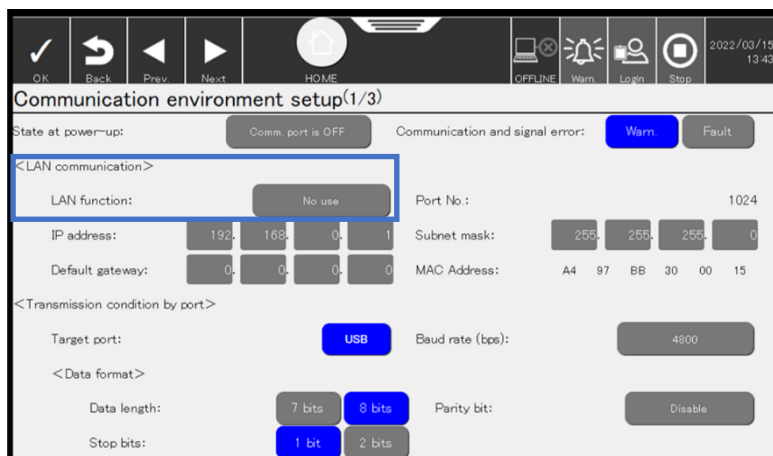 OK Back Prev. Next HOME OFFLINE Warn. Login Stop
2022/03/15
13:43
Communication environment setup(1/3)
State at power-up: Comm. port is OFF Communication and signal error: Warn. Fault
<LAN communication>
LAN function: No use Port No.: 1024
IP address: 192. 168. 0. 1 Subnet mask: 255. 255. 255. 0
Default gateway: 0. 0. 0. 0 MAC Address: A4 97 BB 30 00 15
<Transmission condition by port>
Target port: USB Baud rate (bps): 4800
<Data format>
Data length: 7 bits 8 bits Parity bit: Disable
Stop bits: 1 bit 2 bits